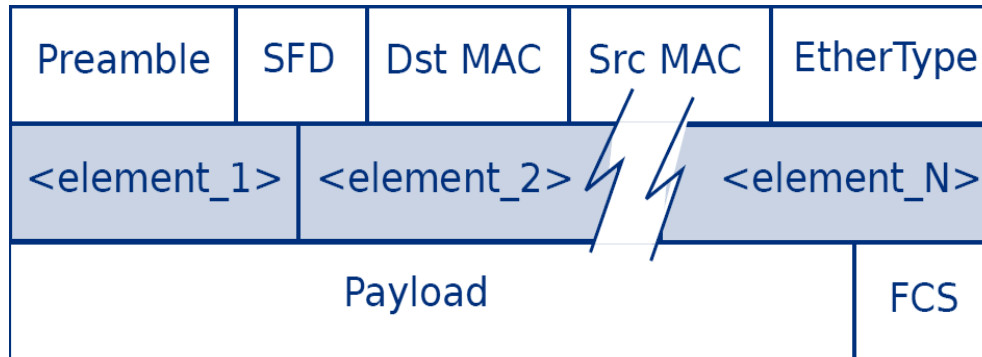 Preamble SFD Dst MAC Src MAC EtherType
<element_1> <element_2> <element_N>
Payload FCS